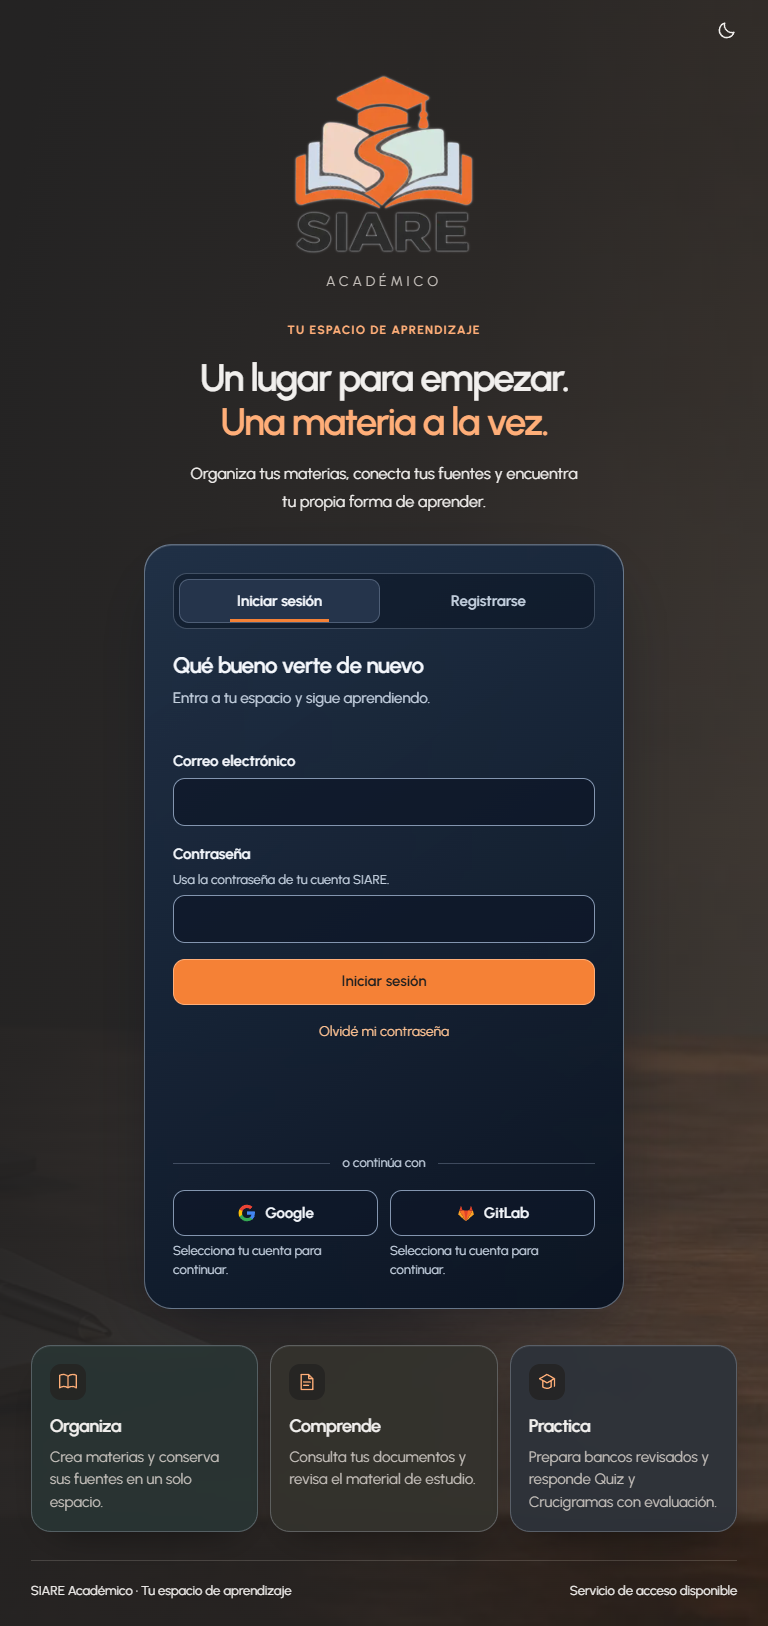 SIARE
ACADÉMICO
TU ESPACIO DE APRENDIZAJE
Un lugar para empezar.
Una materia a la vez.
Organiza tus materias, conecta tus fuentes y encuentra
tu propia forma de aprender.
Iniciar sesión
Registrarse
Qué bueno verte de nuevo
Entra a tu espacio y sigue aprendiendo.
Correo electrónico
Contraseña
Usa la contraseña de tu cuenta SIARE.
Iniciar sesión
Olvidé mi contraseña
o continúa con
Google
GitLab
Selecciona tu cuenta para
continuar.
Selecciona tu cuenta para
continuar.
Organiza
Crea materias y conserva
sus fuentes en un solo
espacio.
Comprende
Consulta tus documentos y
revisa el material de estudio.
Practica
Prepara bancos revisados y
responde Quiz y
Crucigramas con evaluación.
SIARE Académico · Tu espacio de aprendizaje
Servicio de acceso disponible